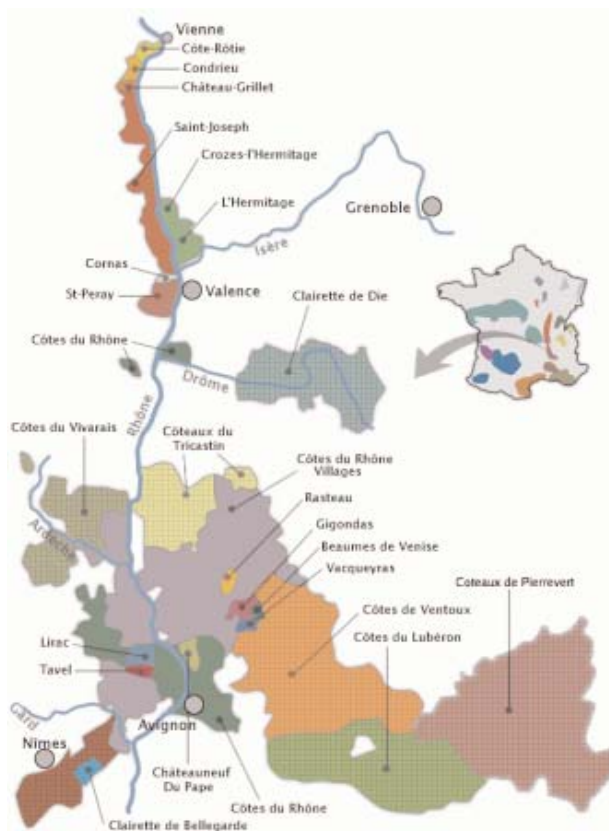 Vienne
Côte-Rôtie
Condrieu
Château-Grillet
Saint-Joseph
Crozes-l'Hermitage
L'Hermitage
Grenoble
Isère
Cornas
St-Peray
Valence
Clairette de Die
Côtes du Rhône
Drôme
Rhône
Côtes du Vivarais
Côteaux du
Tricastin
Côtes du Rhône
Villages
Rasteau
Gigondas
Beaumes de Venise
Vacqueyras
Ardèche
Coteaux de Pierrevert
Côtes de Ventoux
Côtes du Lubéron
Lirac
Tavel
Gard
Avignon
Nîmes
Châteauneuf
Du Pape
Côtes du Rhône
Clairette de Bellegarde